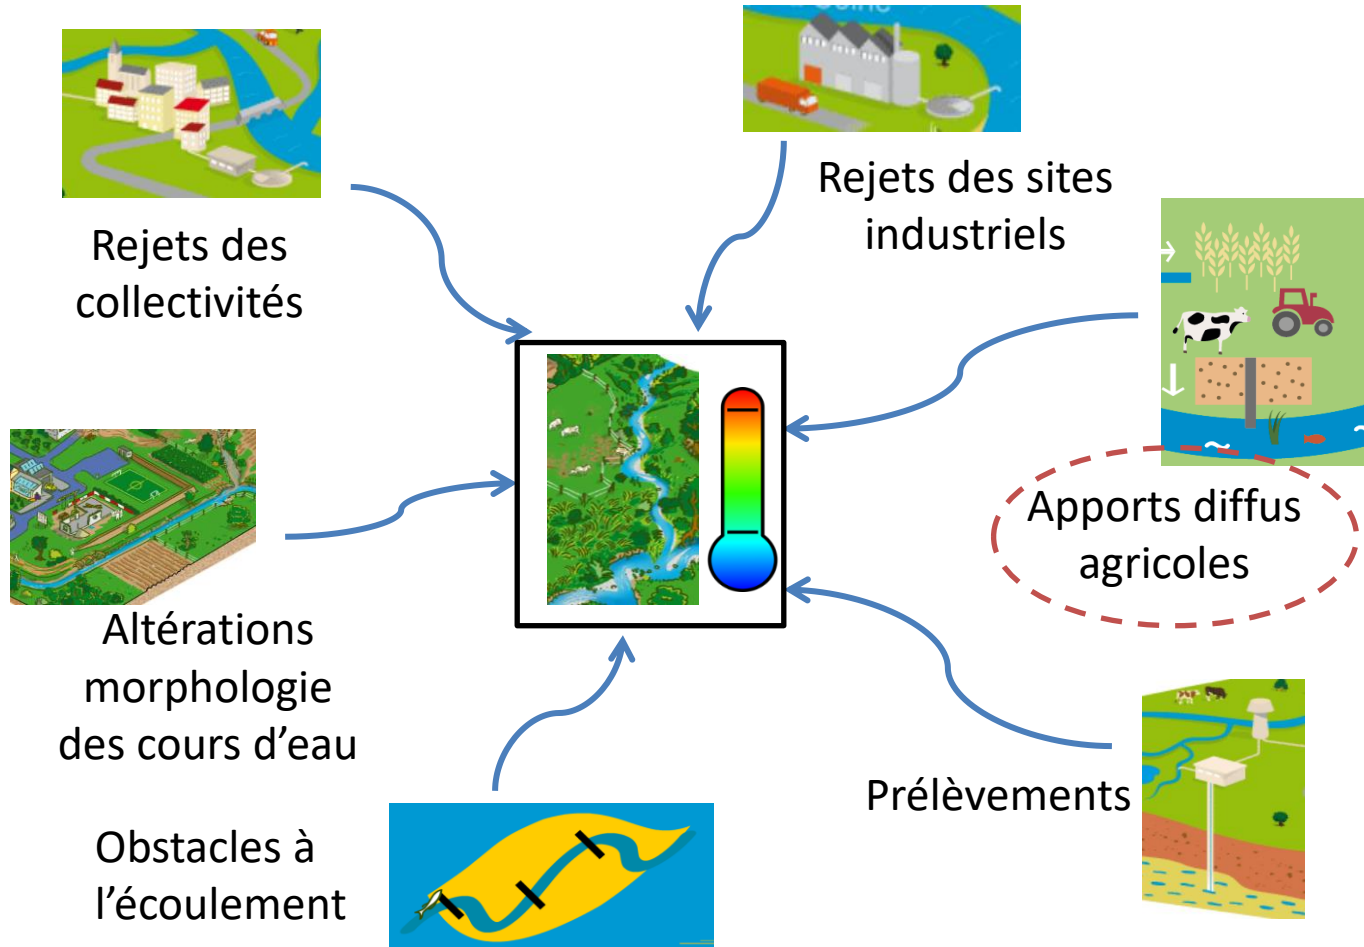 Rejets des
collectivités
Rejets des sites
industriels
Apports diffus
agricoles
Altérations
morphologie
des cours d’eau
Prélèvements
Obstacles à
l’écoulement